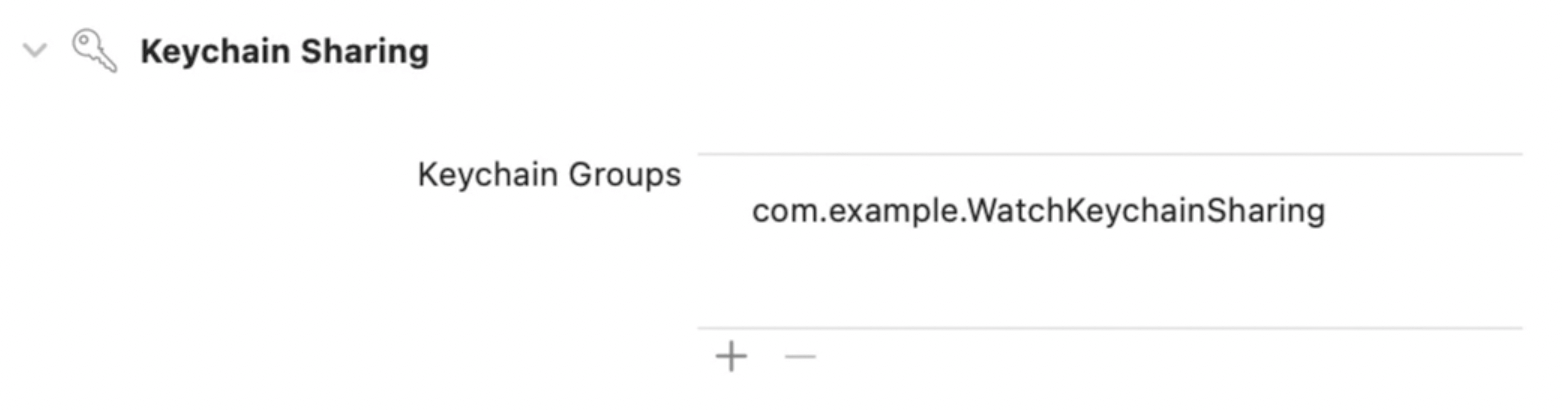 Keychain Sharing
Keychain Groups
com.example.WatchKeychainSharing